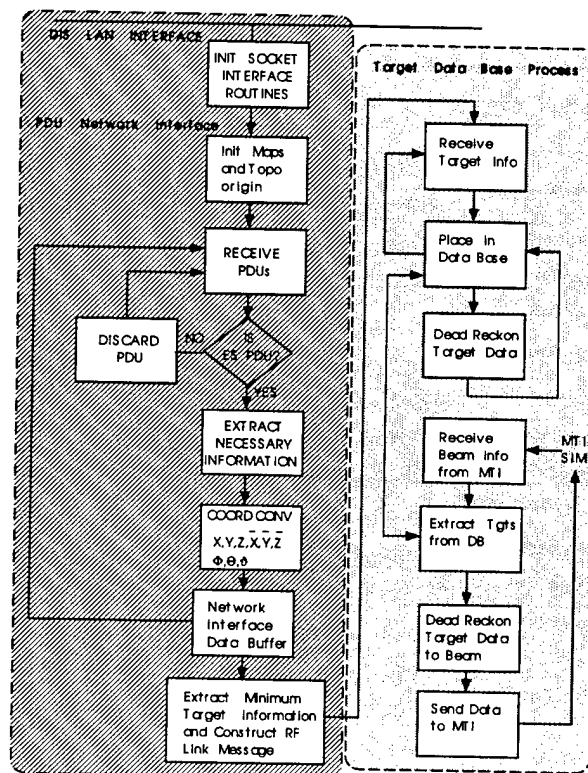 DIS LAN INTERFACE
INIT SOCKET
INTERFACE
ROUTINES
PDU Network Interface
Init Maps
and Topo
origin
RECEIVE
PDUs
DISCARD
PDU
NO
IS
ES PDU?
YES
EXTRACT
NECESSARY
INFORMATION
COORD CONV
X,Y,Z,X,Y,Z
Φ,Θ,ϑ
Network
Interface
Data Buffer
Extract Minimum
Target Information
and Construct RF
Link Message
Target Data Base Process
Receive
Target Info
Place in
Data Base
Dead Reckon
Target Data
Receive
Beam info
from MTI
MTI
SIM
Extract Tgts
from DB
Dead Reckon
Target Data
to Beam
Send Data
to MTI